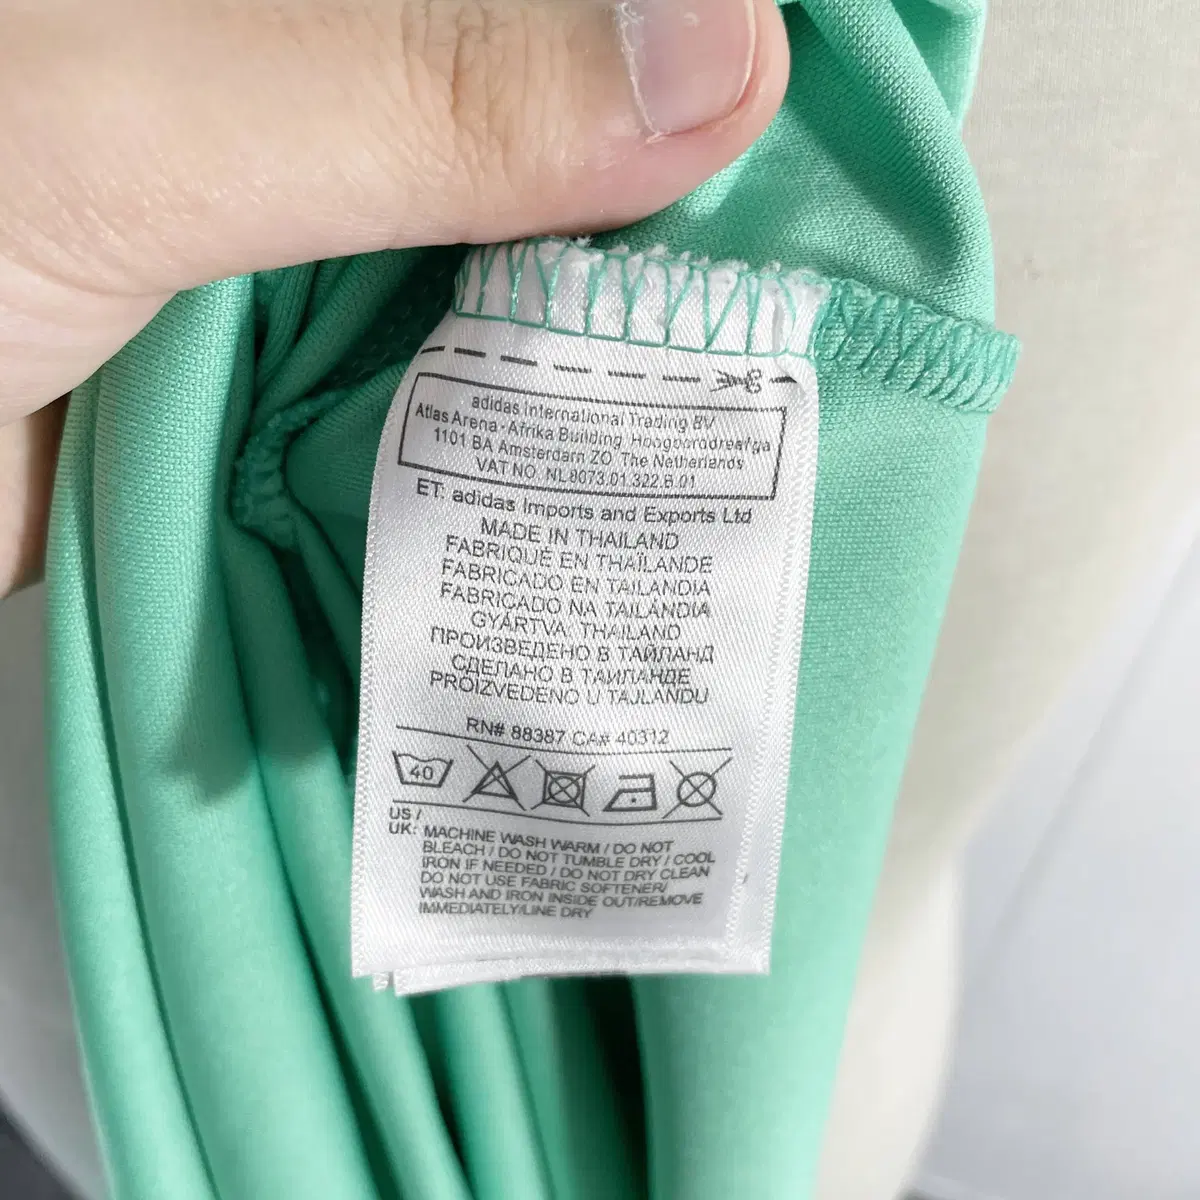 adidas International Trading BV
Atlas Arena · Afrika Building, Hoogoorddreef 9a
1101 BA Amsterdam ZO The Netherlands
VAT NO. NL8073.01.322.B.01
ET: adidas Imports and Exports Ltd
MADE IN THAILAND
FABRIQUÉ EN THAÏLANDE
FABRICADO EN TAILANDIA
FABRICADO NA TAILÂNDIA
GYÁRTVA: THAILAND
ПРОИЗВЕДЕНО В ТАЙЛАНД
СДЕЛАНО В ТАИЛАНДЕ
PROIZVEDENO U TAJLANDU
RN# 88387 CA# 40312
40
US /
UK: MACHINE WASH WARM / DO NOT
BLEACH / DO NOT TUMBLE DRY / COOL
IRON IF NEEDED / DO NOT DRY CLEAN
DO NOT USE FABRIC SOFTENER/
WASH AND IRON INSIDE OUT/REMOVE
IMMEDIATELY/LINE DRY